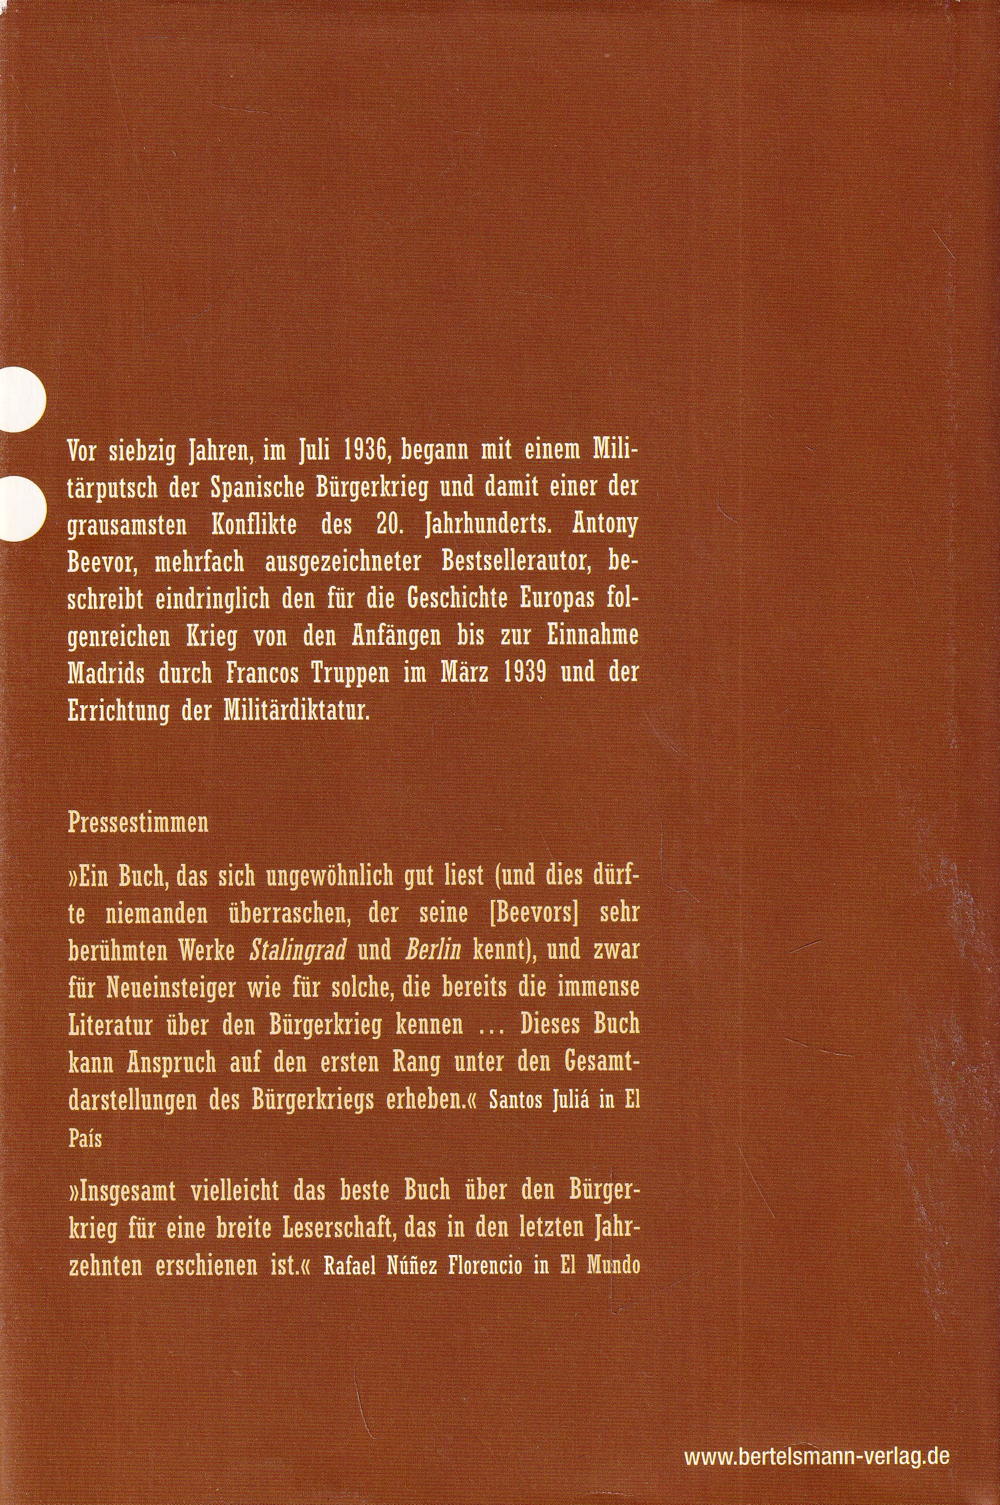 Vor siebzig Jahren, im Juli 1936, begann mit einem Mili-
tärputsch der Spanische Bürgerkrieg und damit einer der
grausamsten Konflikte des 20. Jahrhunderts. Antony
Beevor, mehrfach ausgezeichneter Bestsellerautor, be-
schreibt eindringlich den für die Geschichte Europas fol-
genreichen Krieg von den Anfängen bis zur Einnahme
Madrids durch Francos Truppen im März 1939 und der
Errichtung der Militärdiktatur.
Pressestimmen
»Ein Buch, das sich ungewöhnlich gut liest (und dies dürf-
te niemanden überraschen, der seine [Beevors] sehr
berühmten Werke Stalingrad und Berlin kennt), und zwar
für Neueinsteiger wie für solche, die bereits die immense
Literatur über den Bürgerkrieg kennen ... Dieses Buch
kann Anspruch auf den ersten Rang unter den Gesamt-
darstellungen des Bürgerkriegs erheben.« Santos Juliá in El
País
»Insgesamt vielleicht das beste Buch über den Bürger-
krieg für eine breite Leserschaft, das in den letzten Jahr-
zehnten erschienen ist.« Rafael Núñez Florencio in El Mundo
www.bertelsmann-verlag.de